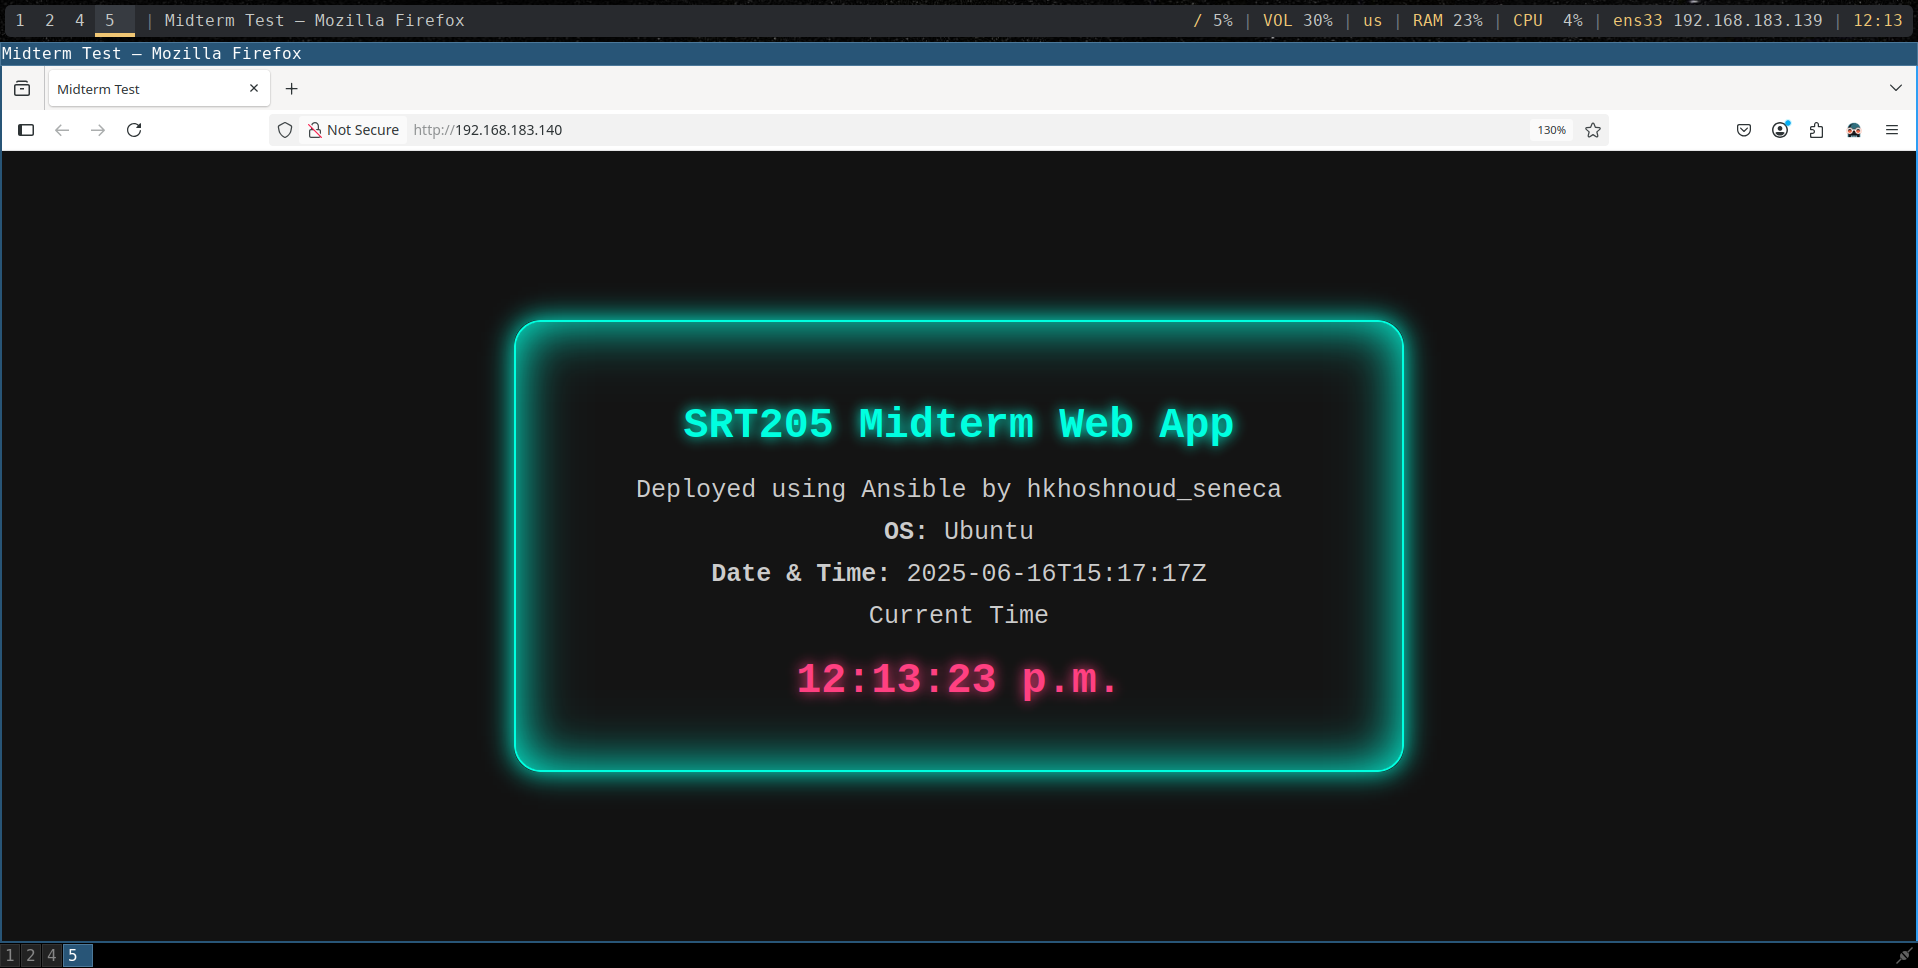 1 2 4 5 | Midterm Test — Mozilla Firefox
/ 5% | VOL 30% | us | RAM 23% | CPU 4% | ens33 192.168.183.139 | 12:13
Midterm Test — Mozilla Firefox
Midterm Test
Not Secure http://192.168.183.140 130%
SRT205 Midterm Web App
Deployed using Ansible by hkhoshnoud_seneca
OS: Ubuntu
Date & Time: 2025-06-16T15:17:17Z
Current Time
12:13:23 p.m.
1 2 4 5